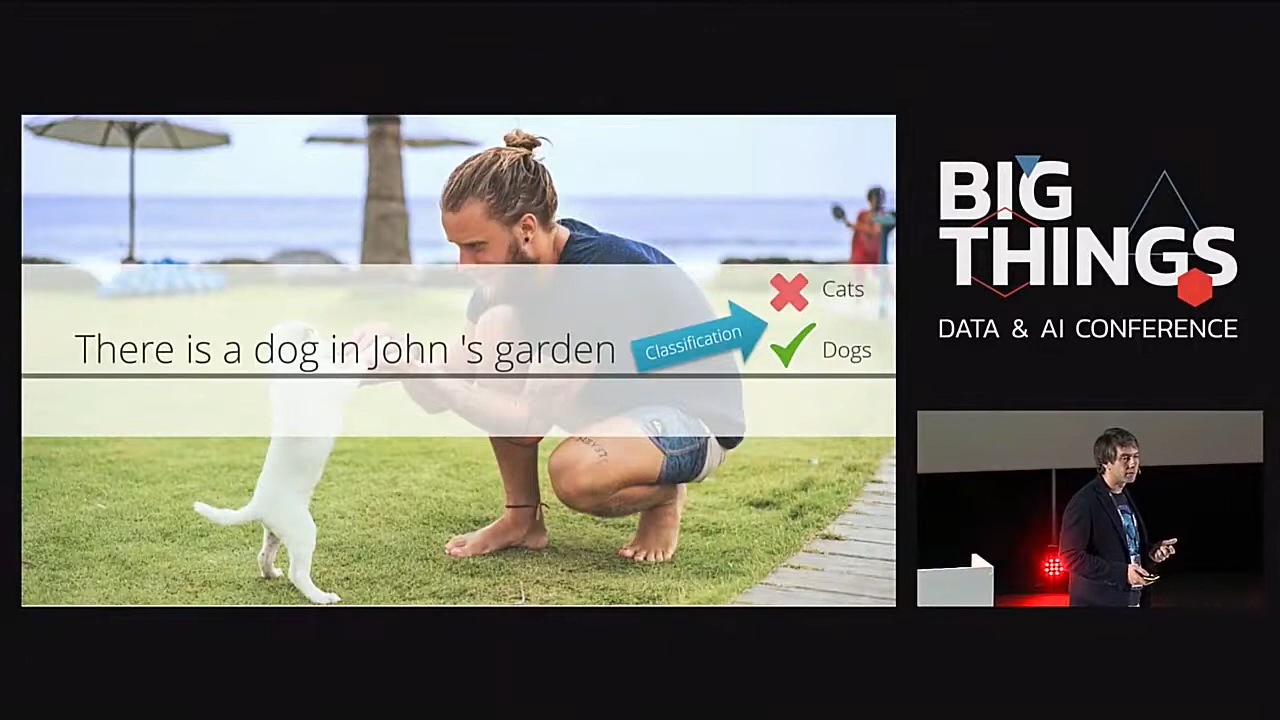 There is a dog in John 's garden
Classification
Cats
Dogs
BIG
THINGS
DATA & AI CONFERENCE